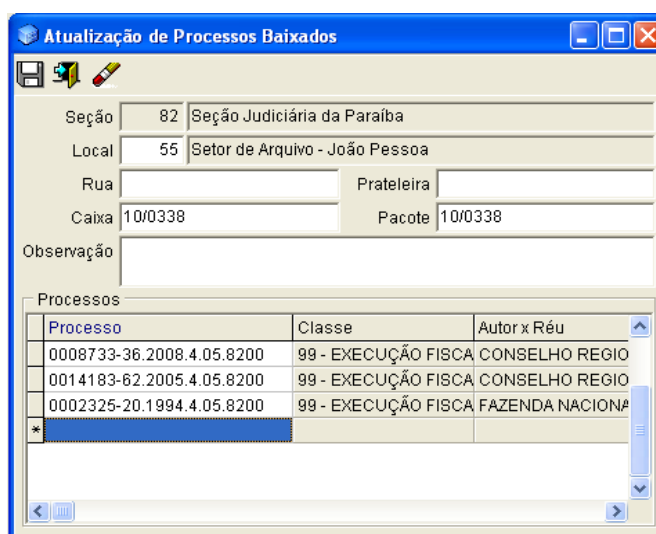 Atualização de Processos Baixados
Seção 82 Seção Judiciária da Paraíba
Local 55 Setor de Arquivo - João Pessoa
Rua Prateleira
Caixa 10/0338 Pacote 10/0338
Observação
Processos
Processo Classe Autor x Réu
0008733-36.2008.4.05.8200 99 - EXECUÇÃO FISCA CONSELHO REGIO
0014183-62.2005.4.05.8200 99 - EXECUÇÃO FISCA CONSELHO REGIO
0002325-20.1994.4.05.8200 99 - EXECUÇÃO FISCA FAZENDA NACIONA
*